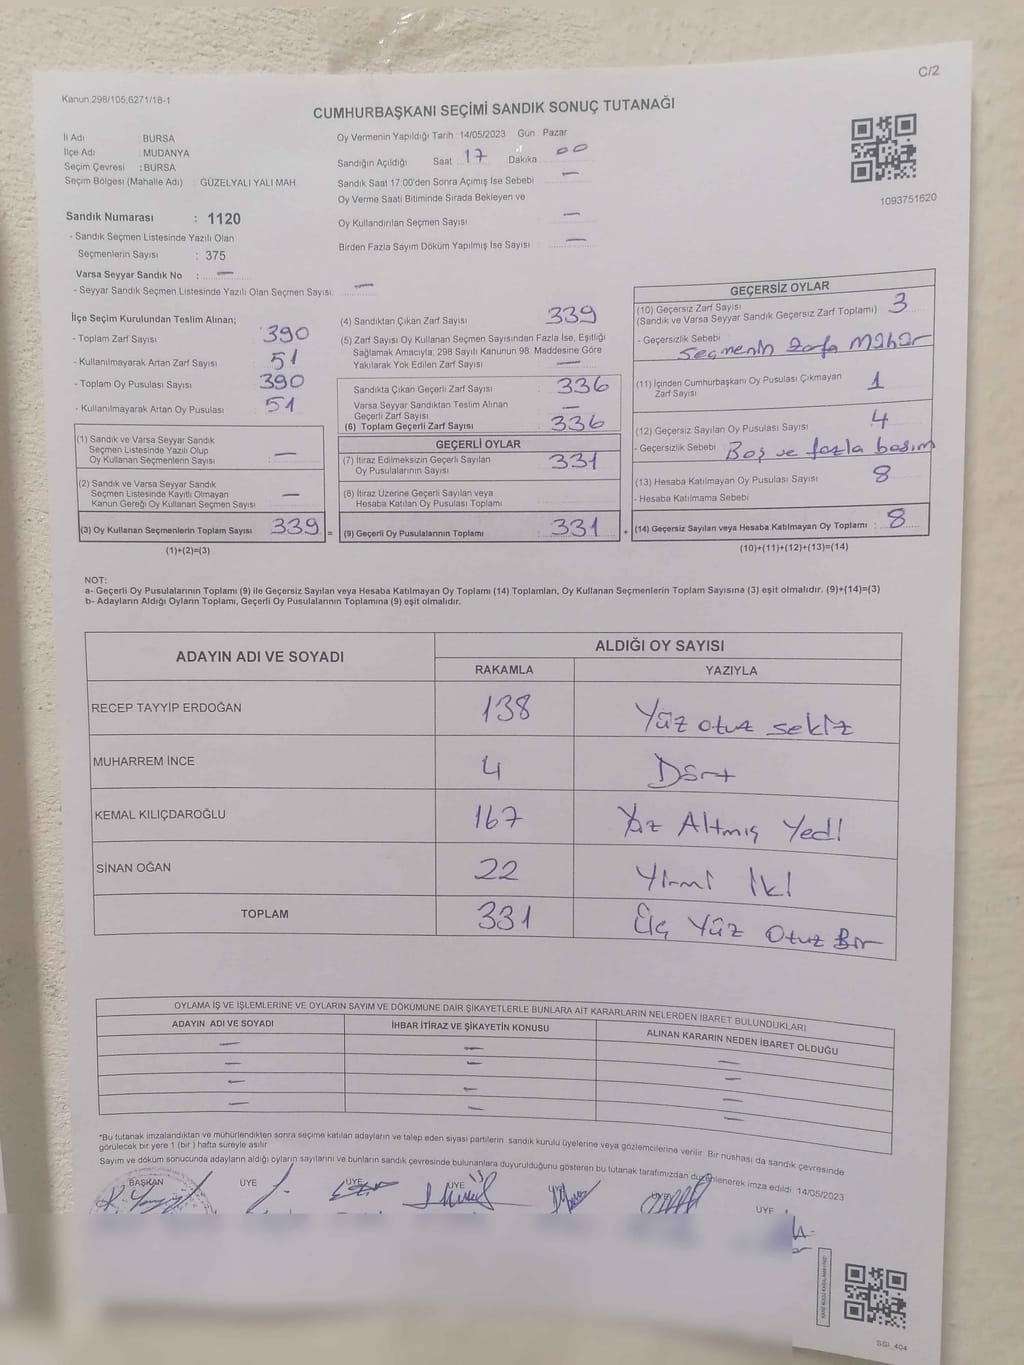 C/2
Kanun:298/105;6271/18-1
CUMHURBAŞKANI SEÇİMİ SANDIK SONUÇ TUTANAĞI
İl Adı BURSA
İlçe Adı : MUDANYA
Seçim Çevresi : BURSA
Seçim Bölgesi (Mahalle Adı) GÜZELYALI YALI MAH
Sandık Numarası : 1120
- Sandık Seçmen Listesinde Yazılı Olan
Seçmenlerin Sayısı : 375
Varsa Seyyar Sandık No : —
- Seyyar Sandık Seçmen Listesinde Yazılı Olan Seçmen Sayısı: —
Oy Vermenin Yapıldığı Tarih :14/05/2023 Gün Pazar
Sandığın Açıldığı Saat 17 Dakika 00
Sandık Saat 17:00'den Sonra Açımış İse Sebebi —
Oy Verme Saati Bitiminde Sırada Bekleyen ve
Oy Kullandırılan Seçmen Sayısı —
Birden Fazla Sayım Döküm Yapılmış İse Sayısı —
1093751620
İlçe Seçim Kurulundan Teslim Alınan;
- Toplam Zarf Sayısı : 390
- Kullanılmayarak Artan Zarf Sayısı : 51
- Toplam Oy Pusulası Sayısı : 390
- Kullanılmayarak Artan Oy Pusulası : 51
(1) Sandık ve Varsa Seyyar Sandık
Seçmen Listesinde Yazılı Olup
Oy Kullanan Seçmenlerin Sayısı : —
(2) Sandık ve Varsa Seyyar Sandık
Seçmen Listesinde Kayıtlı Olmayan
Kanun Gereği Oy Kullanan Seçmen Sayısı —
(3) Oy Kullanan Seçmenlerin Toplam Sayısı : 339 =
(1)+(2)=(3)
(4) Sandıktan Çıkan Zarf Sayısı 339
(5) Zarf Sayısı Oy Kullanan Seçmen Sayısından Fazla İse, Eşitliği
Sağlamak Amacıyla; 298 Sayılı Kanunun 98. Maddesine Göre
Yakılarak Yok Edilen Zarf Sayısı : —
Sandıkta Çıkan Geçerli Zarf Sayısı : 336
Varsa Seyyar Sandıktan Teslim Alınan
Geçerli Zarf Sayısı : —
(6) Toplam Geçerli Zarf Sayısı : 336
GEÇERLİ OYLAR
(7) İtiraz Edilmeksizin Geçerli Sayılan
Oy Pusulalarının Sayısı : 331
(8) İtiraz Üzerine Geçerli Sayılan veya
Hesaba Katılan Oy Pusulası Toplamı
(9) Geçerli Oy Pusulalarının Toplamı : 331 +
GEÇERSİZ OYLAR
(10) Geçersiz Zarf Sayısı
(Sandık ve Varsa Seyyar Sandık Geçersiz Zarf Toplamı) : 3
- Geçersizlik Sebebi : Seçmenin zarfa Mühür
(11) İçinden Cumhurbaşkanı Oy Pusulası Çıkmayan
Zarf Sayısı : 1
(12) Geçersiz Sayılan Oy Pusulası Sayısı : 4
- Geçersizlik Sebebi : Boş ve fazla basım
(13) Hesaba Katılmayan Oy Pusulası Sayısı : 8
- Hesaba Katılmama Sebebi
(14) Geçersiz Sayılan veya Hesaba Katılmayan Oy Toplamı : 8
(10)+(11)+(12)+(13)=(14)
NOT:
a- Geçerli Oy Pusulalarının Toplamı (9) ile Geçersiz Sayılan veya Hesaba Katılmayan Oy Toplamı (14) Toplamları, Oy Kullanan Seçmenlerin Toplam Sayısına (3) eşit olmalıdır. (9)+(14)=(3)
b- Adayların Aldığı Oyların Toplamı, Geçerli Oy Pusulalarının Toplamına (9) eşit olmalıdır.
ADAYIN ADI VE SOYADI ALDIĞI OY SAYISI
RAKAMLA YAZIYLA
RECEP TAYYİP ERDOĞAN 138 Yüz otuz sekiz
MUHARREM İNCE 4 Dört
KEMAL KILIÇDAROĞLU 167 Yüz Altmış Yedi
SİNAN OĞAN 22 Yirmi İki
TOPLAM 331 Üç Yüz Otuz Bir
OYLAMA İŞ VE İŞLEMLERİNE VE OYLARIN SAYIM VE DÖKÜMÜNE DAİR ŞİKAYETLERLE BUNLARA AİT KARARLARIN NELERDEN İBARET BULUNDUKLARI
ADAYIN ADI VE SOYADI İHBAR İTİRAZ VE ŞİKAYETİN KONUSU ALINAN KARARIN NEDEN İBARET OLDUĞU
— — —
— — —
— — —
— — —
*Bu tutanak imzalandıktan ve mühürlendikten sonra seçime katılan adayların ve talep eden siyasi partilerin sandık kurulu üyelerine veya gözlemcilerine verilir. Bir nüshası da sandık çevresinde
görülecek bir yere 1 (bir) hafta süreyle asılır
Sayım ve döküm sonucunda adayların aldığı oyların sayılarını ve bunların sandık çevresinde bulunanlara duyurulduğunu gösteren bu tutanak tarafımızdan düzenlenerek imza edildi. 14/05/2023
BAŞKAN ÜYE ÜYE ÜYE ÜYE ÜYE ÜYE
SGI_404